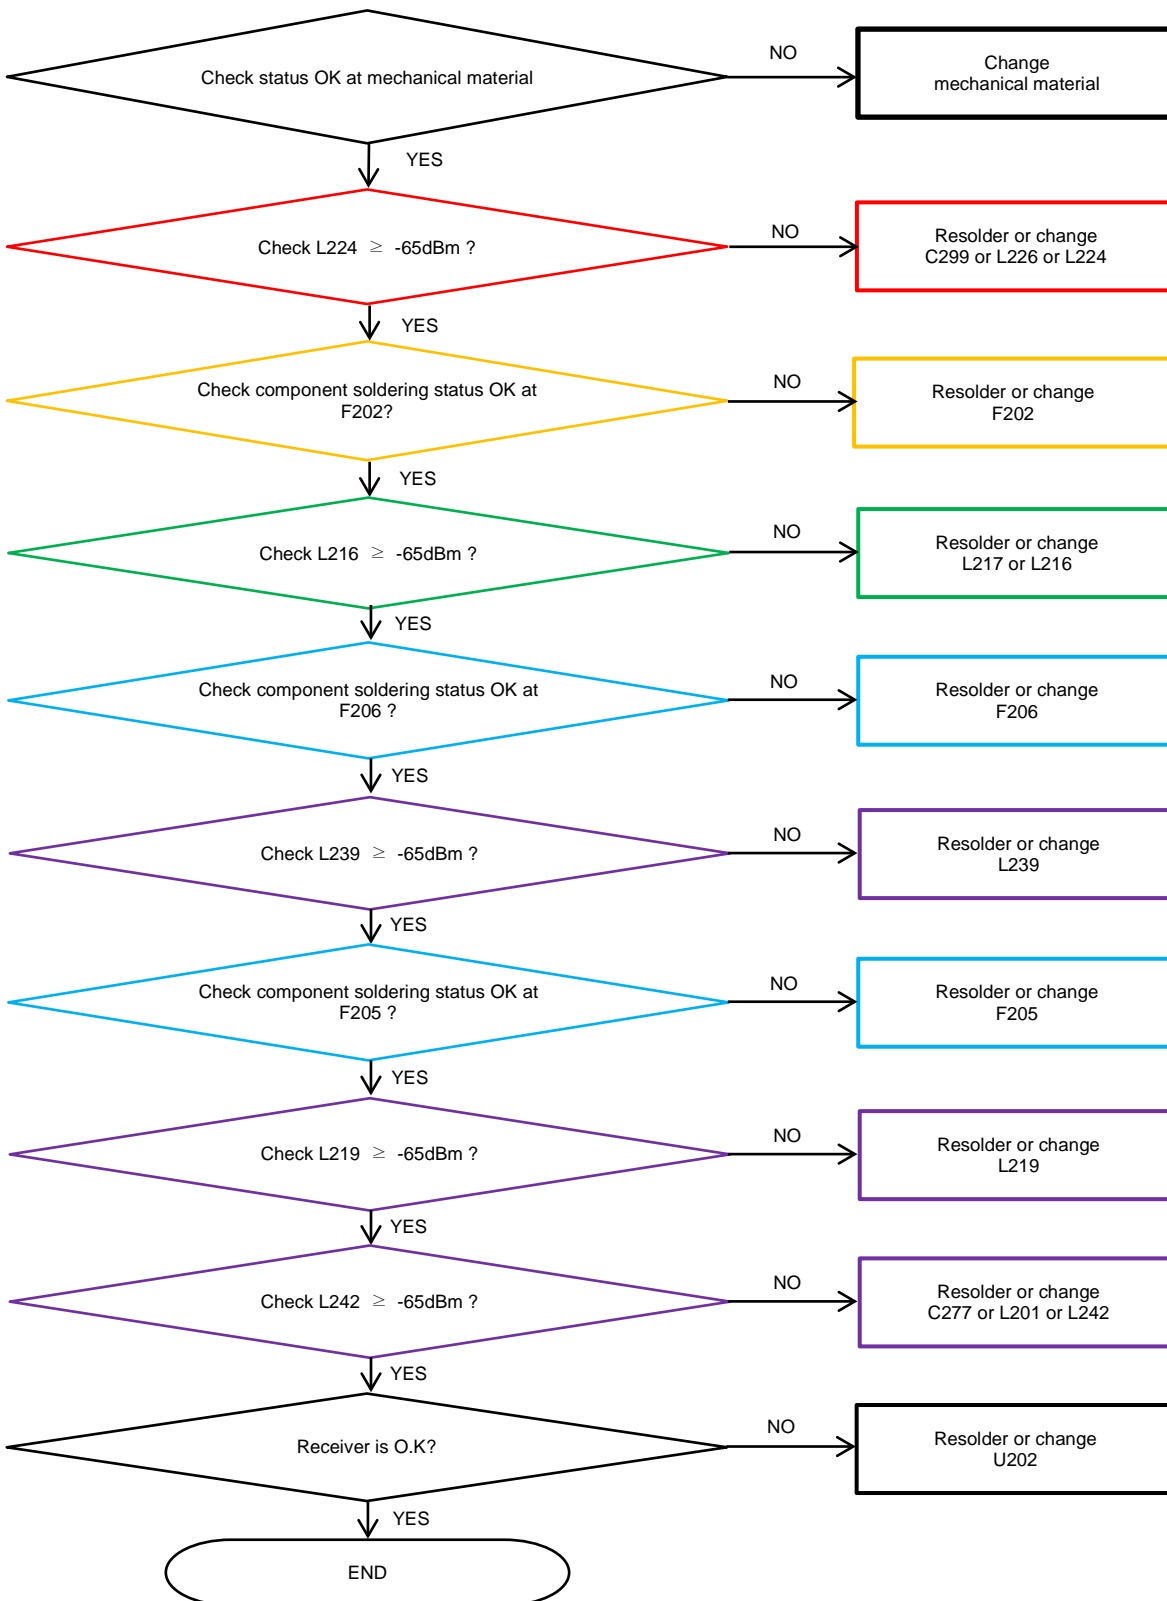 Check status OK at mechanical material
NO
Change
mechanical material
YES
Check L224 ≥ -65dBm ?
NO
Resolder or change
C299 or L226 or L224
YES
Check component soldering status OK at
F202?
NO
Resolder or change
F202
YES
Check L216 ≥ -65dBm ?
NO
Resolder or change
L217 or L216
YES
Check component soldering status OK at
F206 ?
NO
Resolder or change
F206
YES
Check L239 ≥ -65dBm ?
NO
Resolder or change
L239
YES
Check component soldering status OK at
F205 ?
NO
Resolder or change
F205
YES
Check L219 ≥ -65dBm ?
NO
Resolder or change
L219
YES
Check L242 ≥ -65dBm ?
NO
Resolder or change
C277 or L201 or L242
YES
Receiver is O.K?
NO
Resolder or change
U202
YES
END